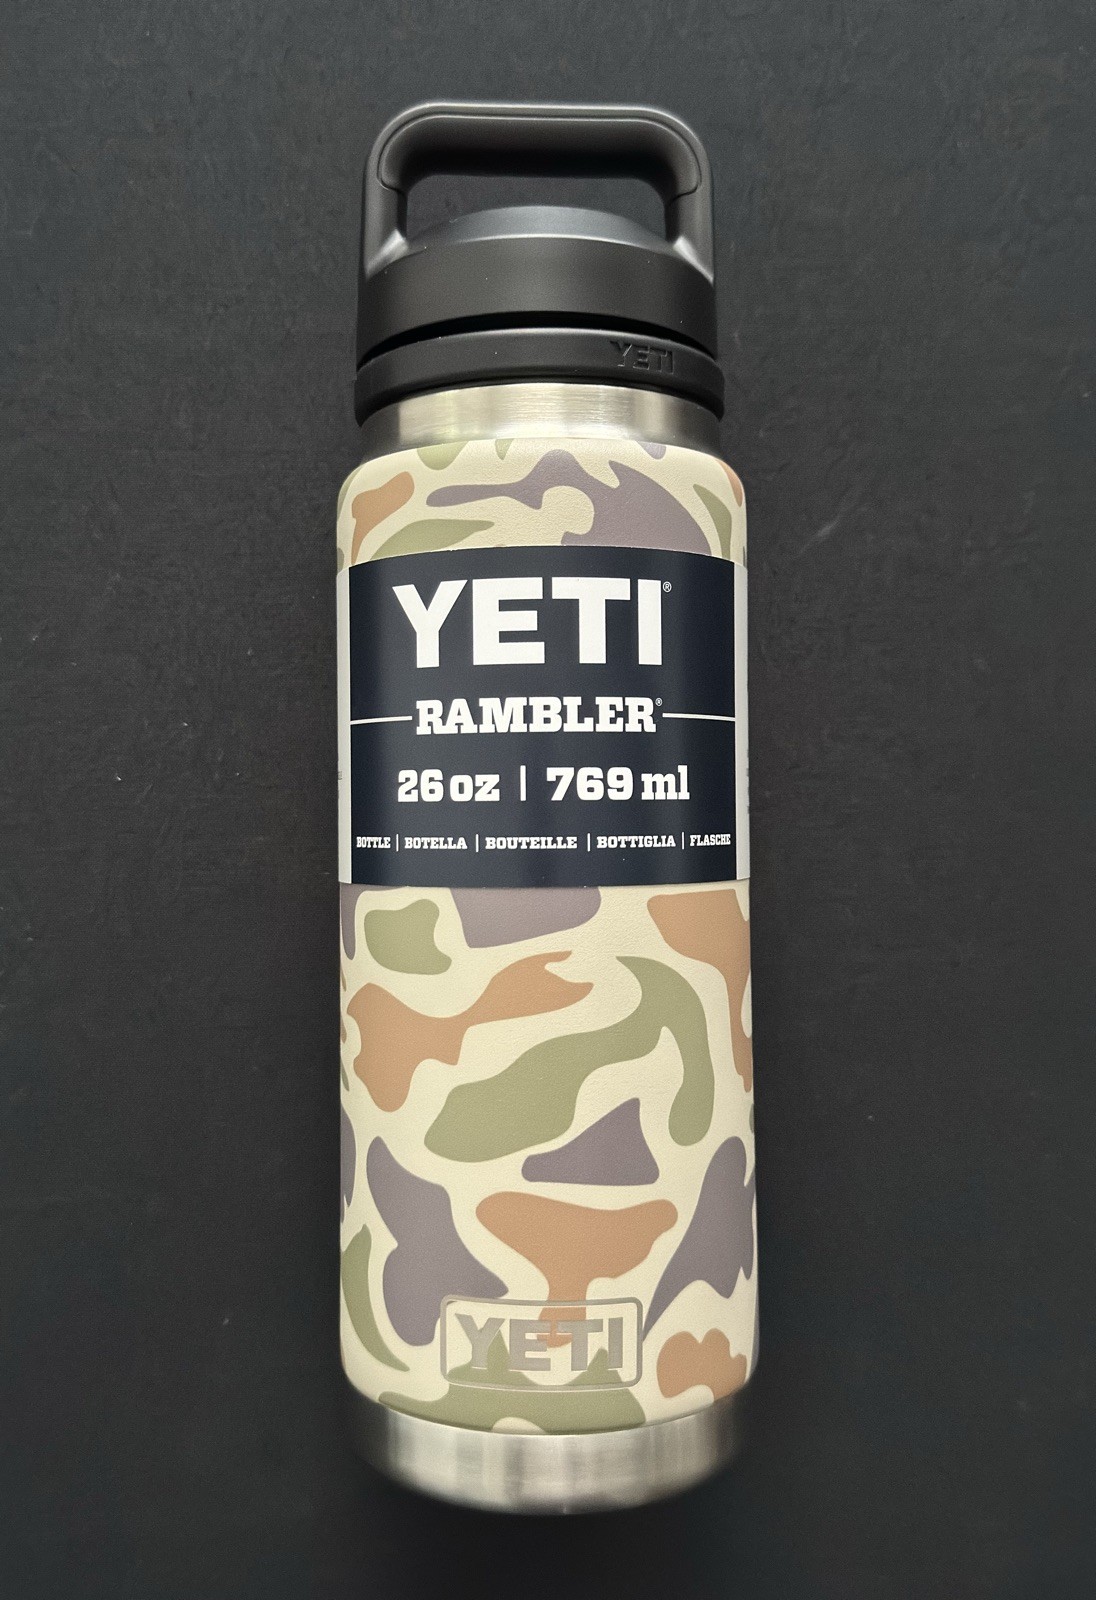 YETI
YETI®
RAMBLER®
26 oz | 769 ml
BOTTLE | BOTELLA | BOUTEILLE | BOTTIGLIA | FLASCHE
YETI